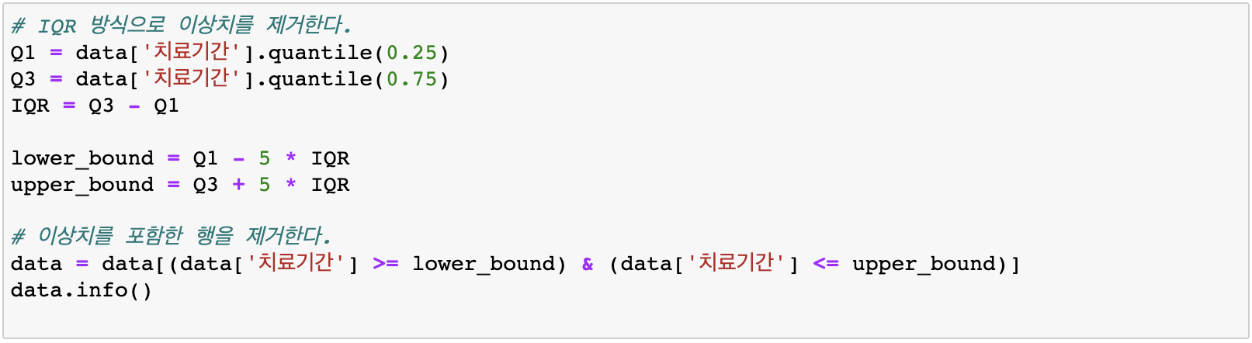 # IQR 방식으로 이상치를 제거한다.
Q1 = data['치료기간'].quantile(0.25)
Q3 = data['치료기간'].quantile(0.75)
IQR = Q3 - Q1
lower_bound = Q1 - 5 * IQR
upper_bound = Q3 + 5 * IQR
# 이상치를 포함한 행을 제거한다.
data = data[(data['치료기간'] >= lower_bound) & (data['치료기간'] <= upper_bound)]
data.info()